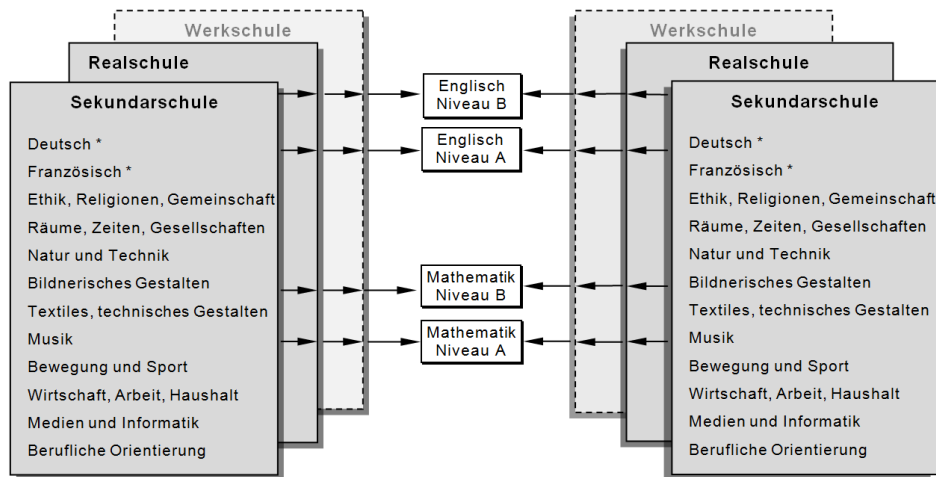 Werkschule
Realschule
Sekundarschule
Deutsch *
Französisch *
Ethik, Religionen, Gemeinschaft
Räume, Zeiten, Gesellschaften
Natur und Technik
Bildnerisches Gestalten
Textiles, technisches Gestalten
Musik
Bewegung und Sport
Wirtschaft, Arbeit, Haushalt
Medien und Informatik
Berufliche Orientierung
Englisch
Niveau B
Englisch
Niveau A
Mathematik
Niveau B
Mathematik
Niveau A
Werkschule
Realschule
Sekundarschule
Deutsch *
Französisch *
Ethik, Religionen, Gemeinschaft
Räume, Zeiten, Gesellschaften
Natur und Technik
Bildnerisches Gestalten
Textiles, technisches Gestalten
Musik
Bewegung und Sport
Wirtschaft, Arbeit, Haushalt
Medien und Informatik
Berufliche Orientierung